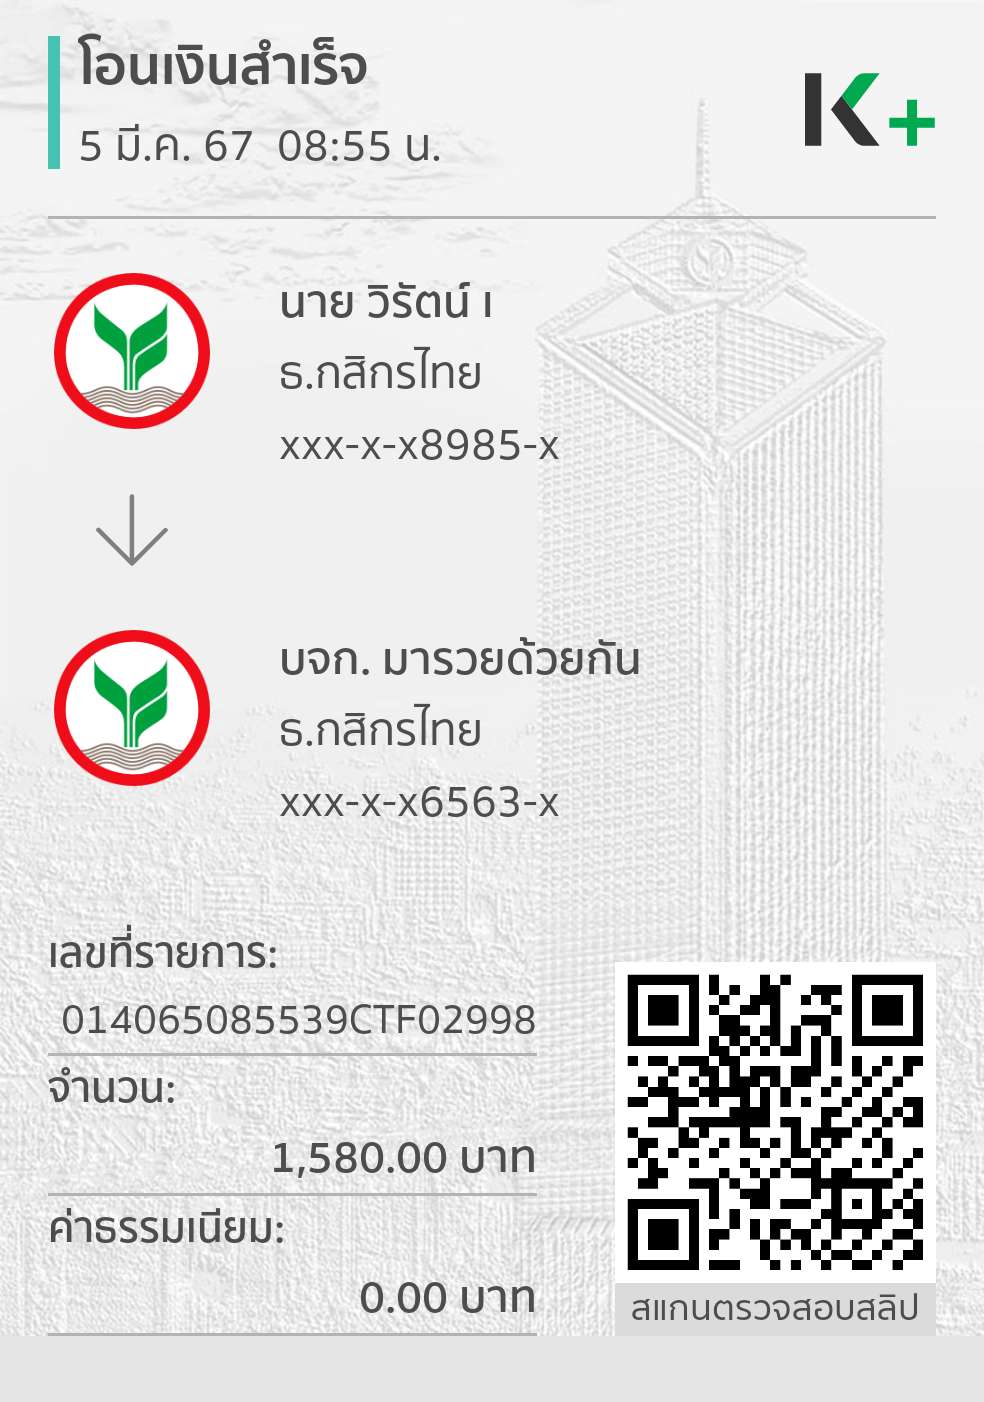 โอนเงินสำเร็จ
5 มี.ค. 67 08:55 น.
K+
นาย วิรัตน์ เ
ธ.กสิกรไทย
xxx-x-x8985-x
บจก. มารวยด้วยกัน
ธ.กสิกรไทย
xxx-x-x6563-x
เลขที่รายการ:
014065085539CTF02998
จำนวน:
1,580.00 บาท
ค่าธรรมเนียม:
0.00 บาท
สแกนตรวจสอบสลิป